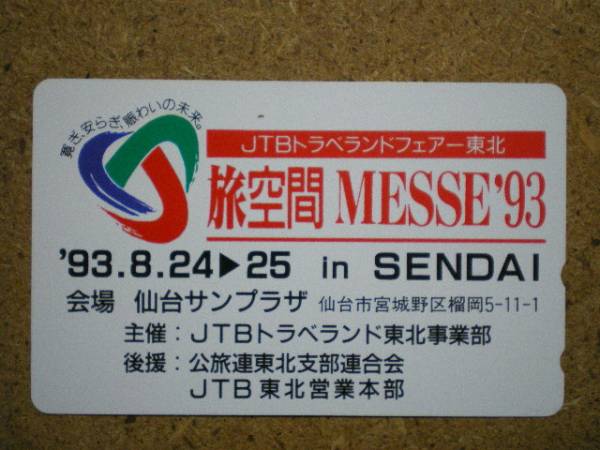 寛ぎ、安らぎ、賑わいの未来。
JTBトラベランドフェアー東北
旅空間 MESSE'93
'93.8.24▶25 in SENDAI
会場 仙台サンプラザ 仙台市宮城野区榴岡5-11-1
主催：JTBトラベランド東北事業部
後援：公旅連東北支部連合会
JTB東北営業本部